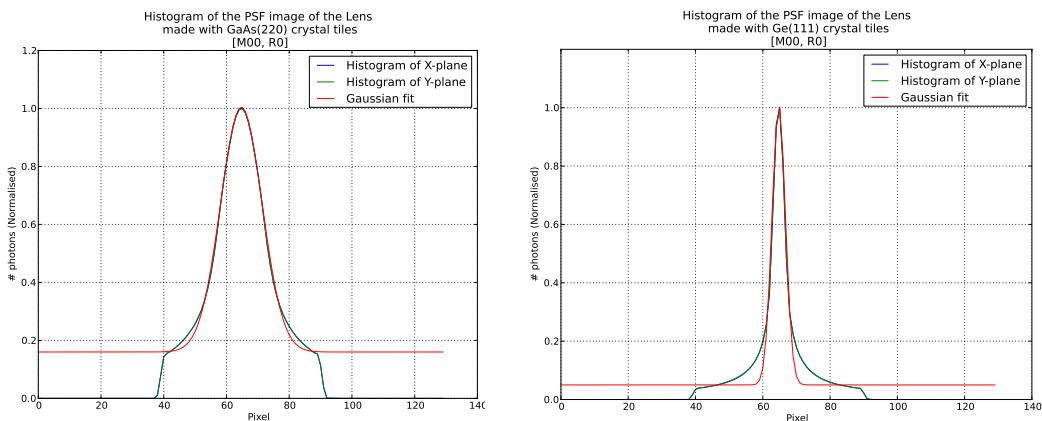 Histogram of the PSF image of the Lens
made with GaAs(220) crystal tiles
[M00, R0]
1.2
1.0
0.8
0.6
0.4
0.2
0.0
# photons (Normalised)
Histogram of X-plane
Histogram of Y-plane
Gaussian fit
0 20 40 60 80 100 120 140
Pixel
Histogram of the PSF image of the Lens
made with Ge(111) crystal tiles
[M00, R0]
1.0
0.8
0.6
0.4
0.2
0.0
# photons (Normalised)
Histogram of X-plane
Histogram of Y-plane
Gaussian fit
0 20 40 60 80 100 120 140
Pixel